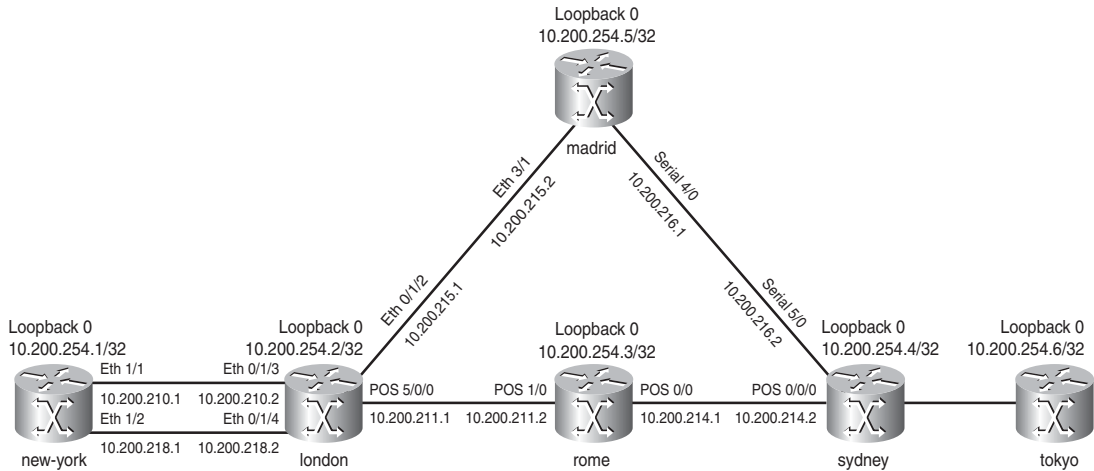 Loopback 0
10.200.254.5/32
madrid
Eth 3/1
10.200.215.2
Serial 4/0
10.200.216.1
Eth 0/1/2
10.200.215.1
Serial 5/0
10.200.216.2
Loopback 0
10.200.254.1/32
Loopback 0
10.200.254.2/32
Loopback 0
10.200.254.3/32
Loopback 0
10.200.254.4/32
Loopback 0
10.200.254.6/32
Eth 1/1
Eth 0/1/3
10.200.210.1
10.200.210.2
Eth 1/2
Eth 0/1/4
10.200.218.1
10.200.218.2
POS 5/0/0
POS 1/0
10.200.211.1
10.200.211.2
POS 0/0
POS 0/0/0
10.200.214.1
10.200.214.2
new-york
london
rome
sydney
tokyo